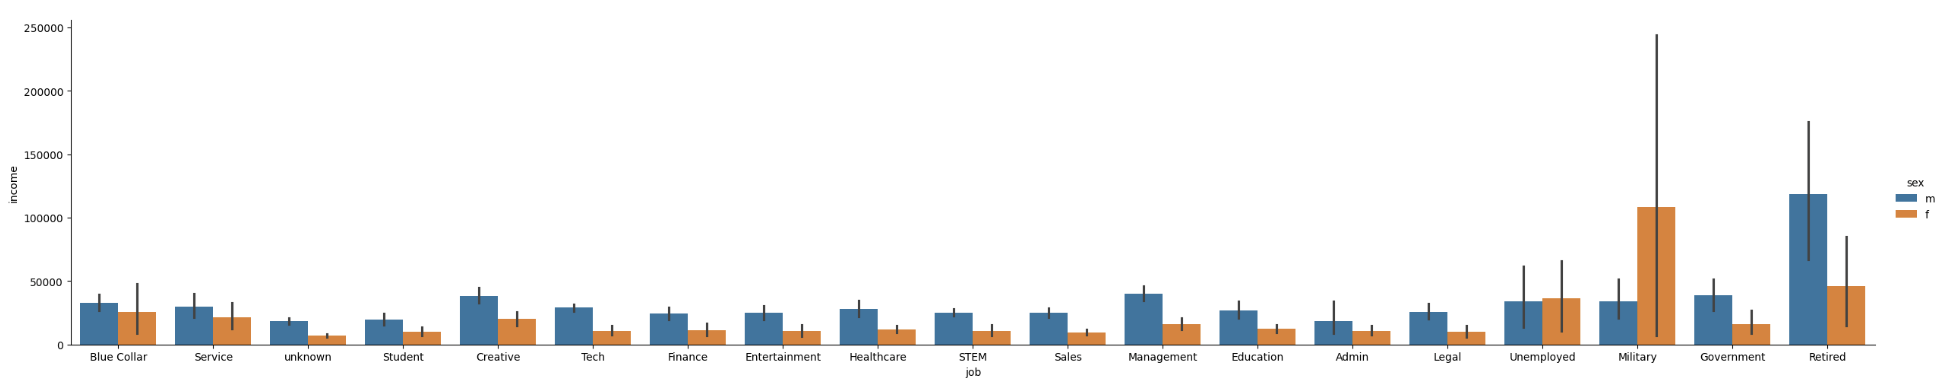 250000
200000
150000
100000
50000
0
income
Blue Collar Service unknown Student Creative Tech Finance Entertainment Healthcare STEM Sales Management Education Admin Legal Unemployed Military Government Retired
job
sex
m
f